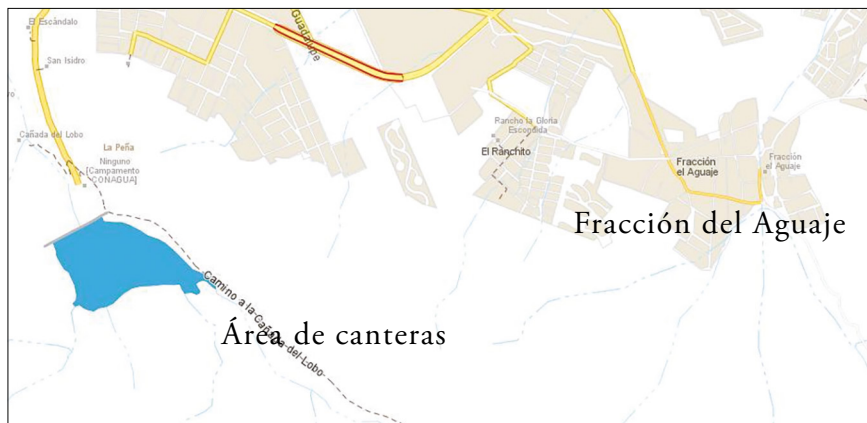 El Escándalo
Guadalupe
San Isidro
Cañada del Lobo
La Peña
Ninguno
[Campamento
CONAGUA]
Rancho la Gloria
Escondida
El Ranchito
Fracción
el Aguaje
Fracción
el Aguaje
Fracción del Aguaje
Camino a la Cañada del Lobo
Área de canteras